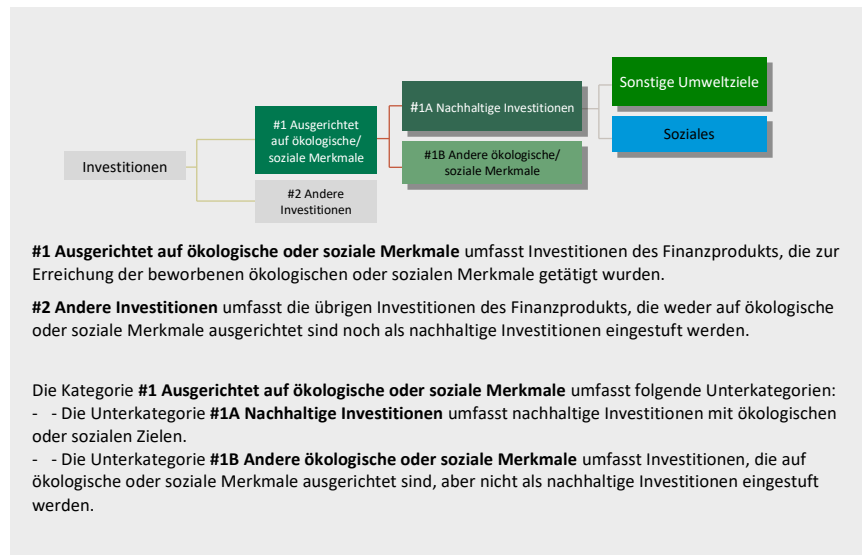 Sonstige Umweltziele
#1A Nachhaltige Investitionen
#1 Ausgerichtet
auf ökologische/
soziale Merkmale
Soziales
#1B Andere ökologische/
soziale Merkmale
Investitionen
#2 Andere
Investitionen
#1 Ausgerichtet auf ökologische oder soziale Merkmale umfasst Investitionen des Finanzprodukts, die zur
Erreichung der beworbenen ökologischen oder sozialen Merkmale getätigt wurden.
#2 Andere Investitionen umfasst die übrigen Investitionen des Finanzprodukts, die weder auf ökologische
oder soziale Merkmale ausgerichtet sind noch als nachhaltige Investitionen eingestuft werden.
Die Kategorie #1 Ausgerichtet auf ökologische oder soziale Merkmale umfasst folgende Unterkategorien:
- - Die Unterkategorie #1A Nachhaltige Investitionen umfasst nachhaltige Investitionen mit ökologischen
oder sozialen Zielen.
- - Die Unterkategorie #1B Andere ökologische oder soziale Merkmale umfasst Investitionen, die auf
ökologische oder soziale Merkmale ausgerichtet sind, aber nicht als nachhaltige Investitionen eingestuft
werden.